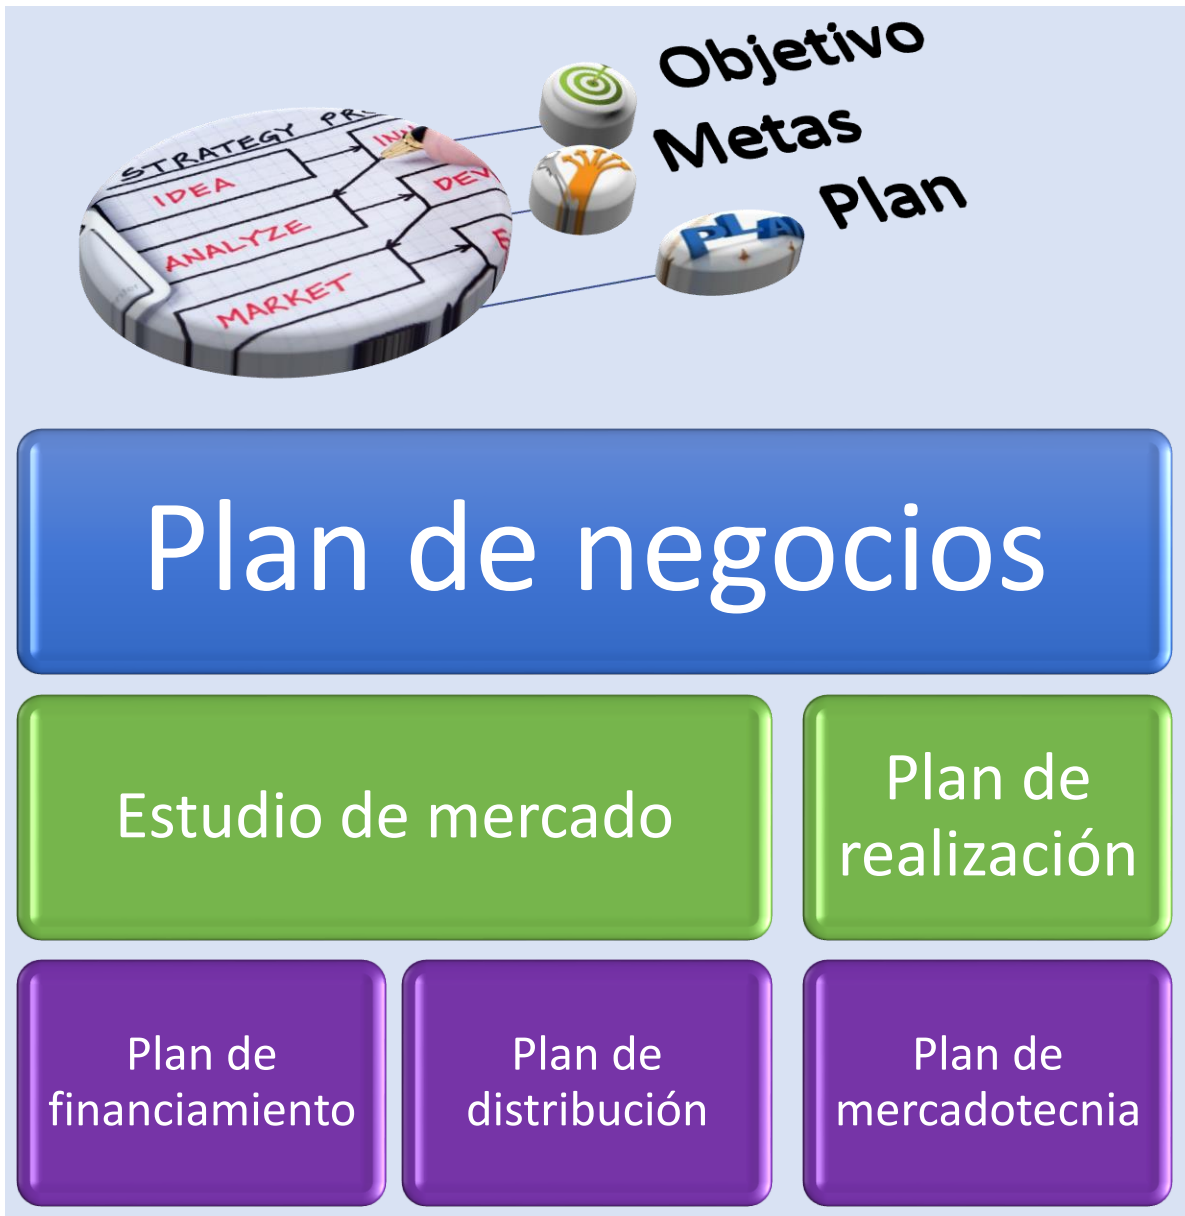 Objetivo
Metas
Plan
STRATEGY
IDEA
ANALYZE
MARKET
Plan de negocios
Estudio de mercado
Plan de
realización
Plan de
financiamiento
Plan de
distribución
Plan de
mercadotecnia